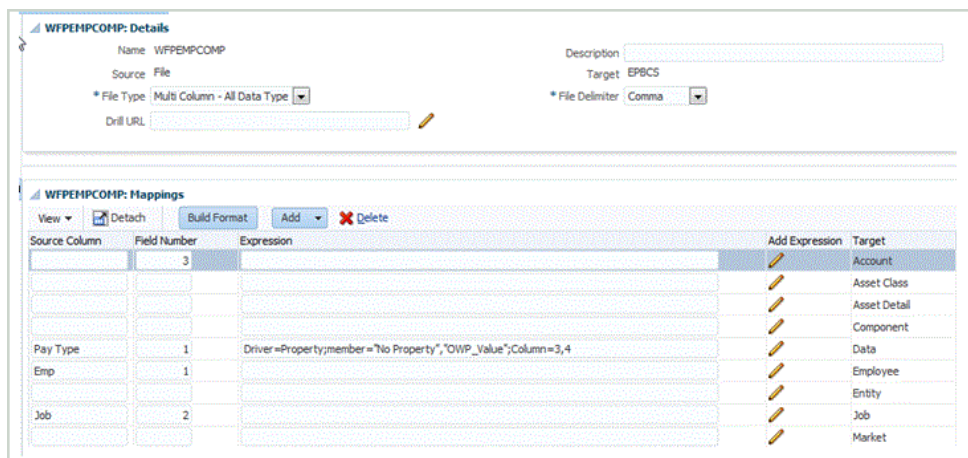 WFPEMPCOMP: Details
Name WFPEMPCOMP
Description
Source File
Target EPBCS
* File Type Multi Column - All Data Type
* File Delimiter Comma
Drill URL
WFPEMPCOMP: Mappings
View Detach Build Format Add Delete
Source Column Field Number Expression Add Expression Target
3 Account
Asset Class
Asset Detail
Component
Pay Type 1 Driver=Property;member="No Property","OWP_Value";Column=3,4 Data
Emp 1 Employee
Entity
Job 2 Job
Market